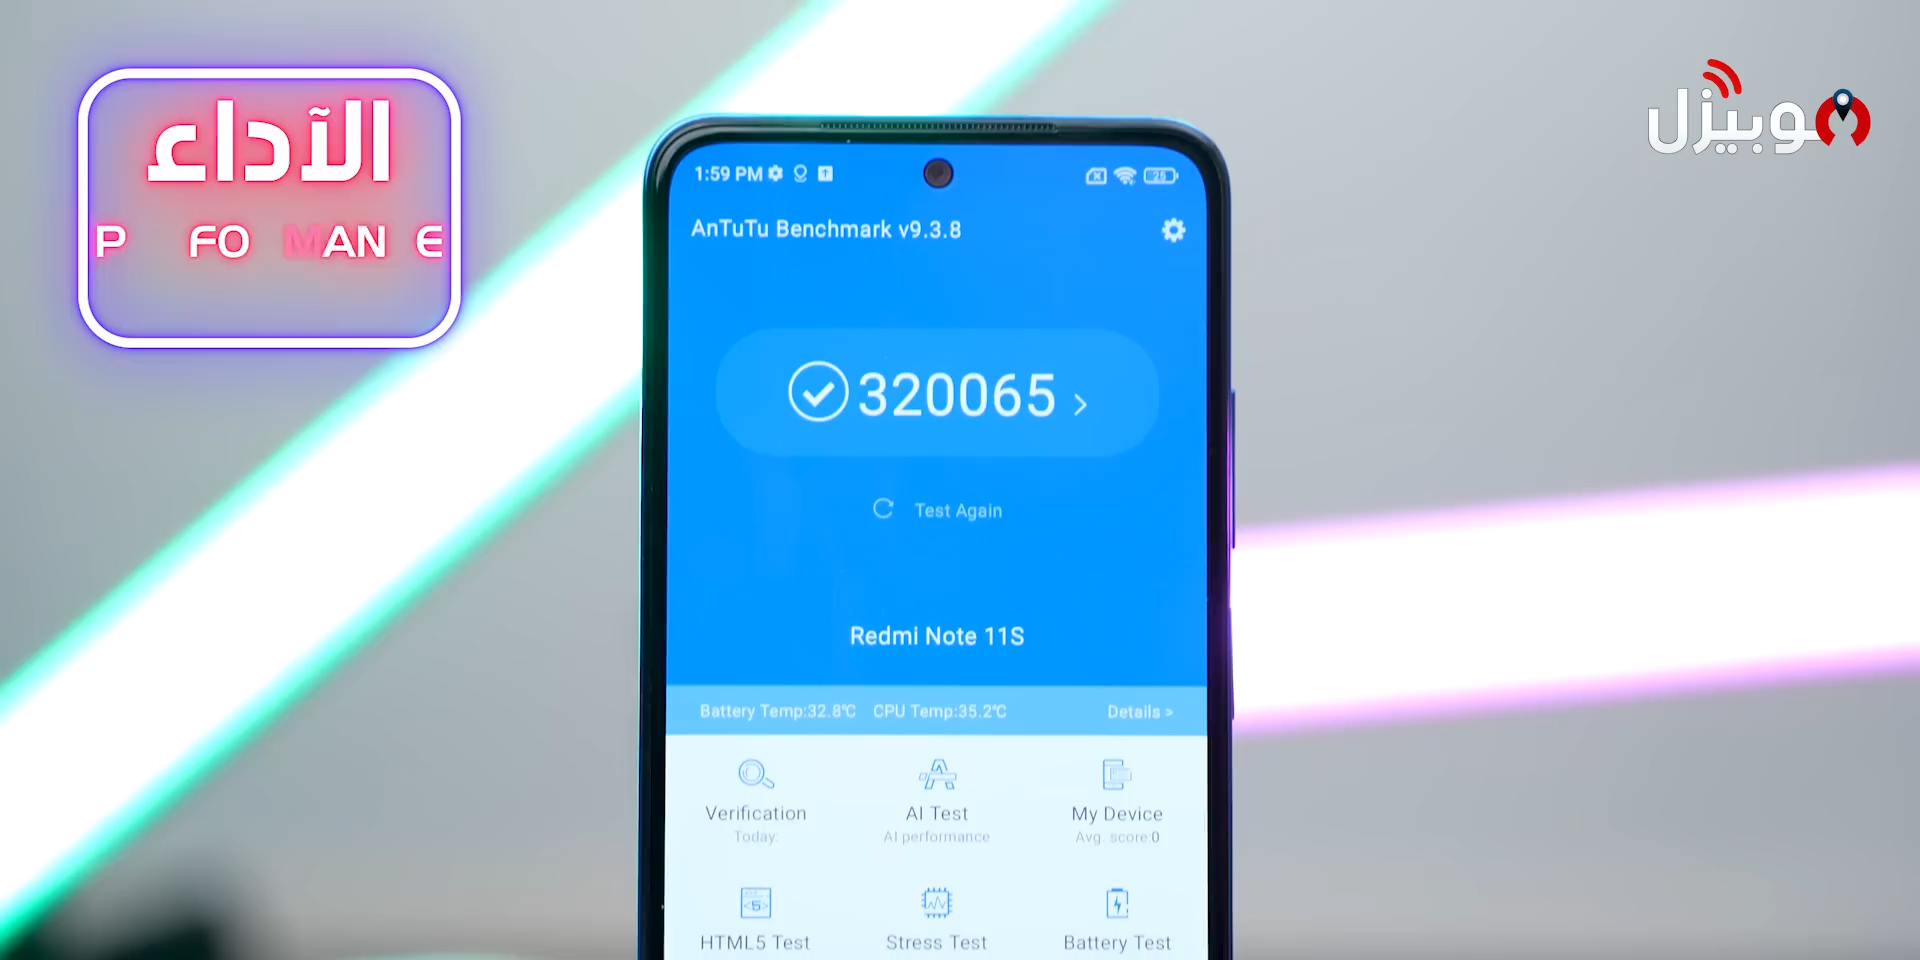 الآداء
P FO MAN E
موبيزل
1:59 PM
25
AnTuTu Benchmark v9.3.8
320065
Test Again
Redmi Note 11S
Battery Temp:32.8℃ CPU Temp:35.2℃ Details >
Verification AI Test My Device
Today: AI performance Avg. score:0
HTML5 Test Stress Test Battery Test